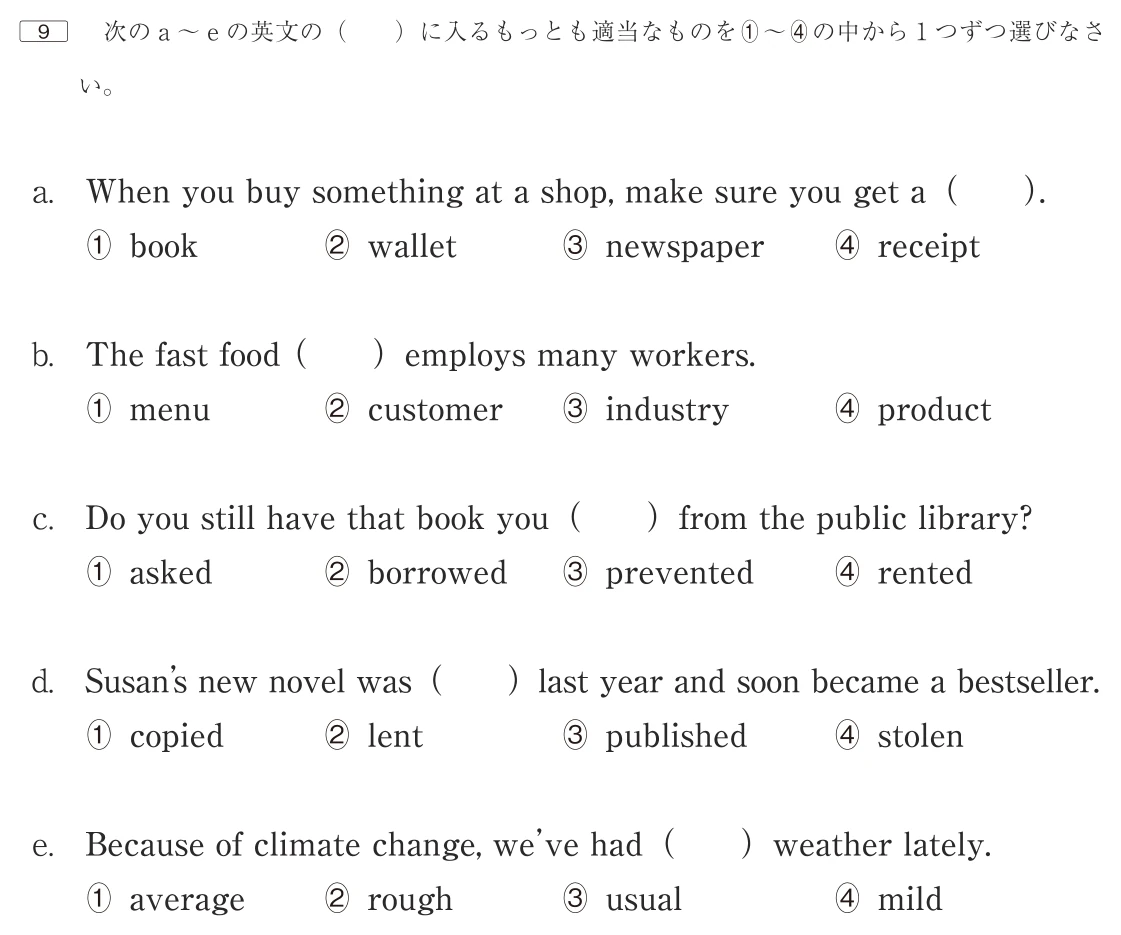 9 次のa～eの英文の（　　）に入るもっとも適当なものを①～④の中から１つずつ選びなさ
い。
a. When you buy something at a shop, make sure you get a（　　）.
① book ② wallet ③ newspaper ④ receipt
b. The fast food（　　）employs many workers.
① menu ② customer ③ industry ④ product
c. Do you still have that book you（　　）from the public library?
① asked ② borrowed ③ prevented ④ rented
d. Susan's new novel was（　　）last year and soon became a bestseller.
① copied ② lent ③ published ④ stolen
e. Because of climate change, we've had（　　）weather lately.
① average ② rough ③ usual ④ mild